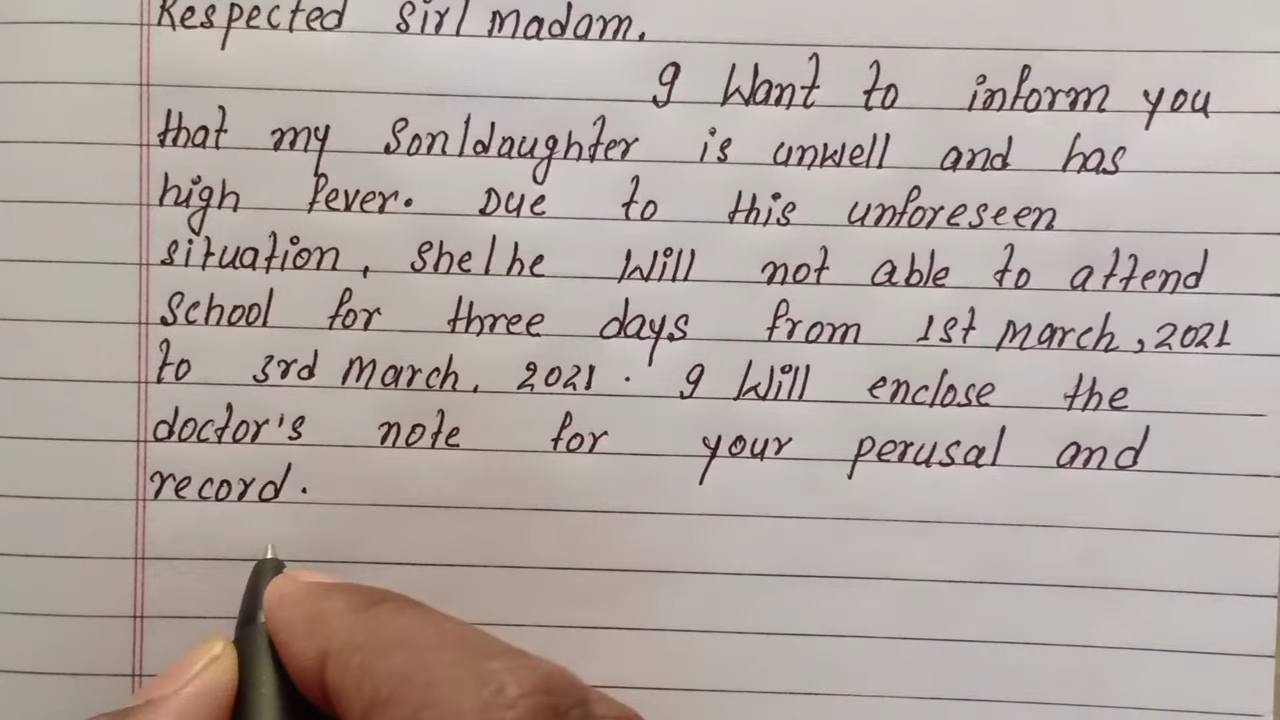 Respected sir/madam.
I want to inform you
that my son/daughter is unwell and has
high fever. Due to this unforeseen
situation, she/he will not able to attend
school for three days from 1st march, 2021
to 3rd march, 2021. I will enclose the
doctor's note for your perusal and
record.